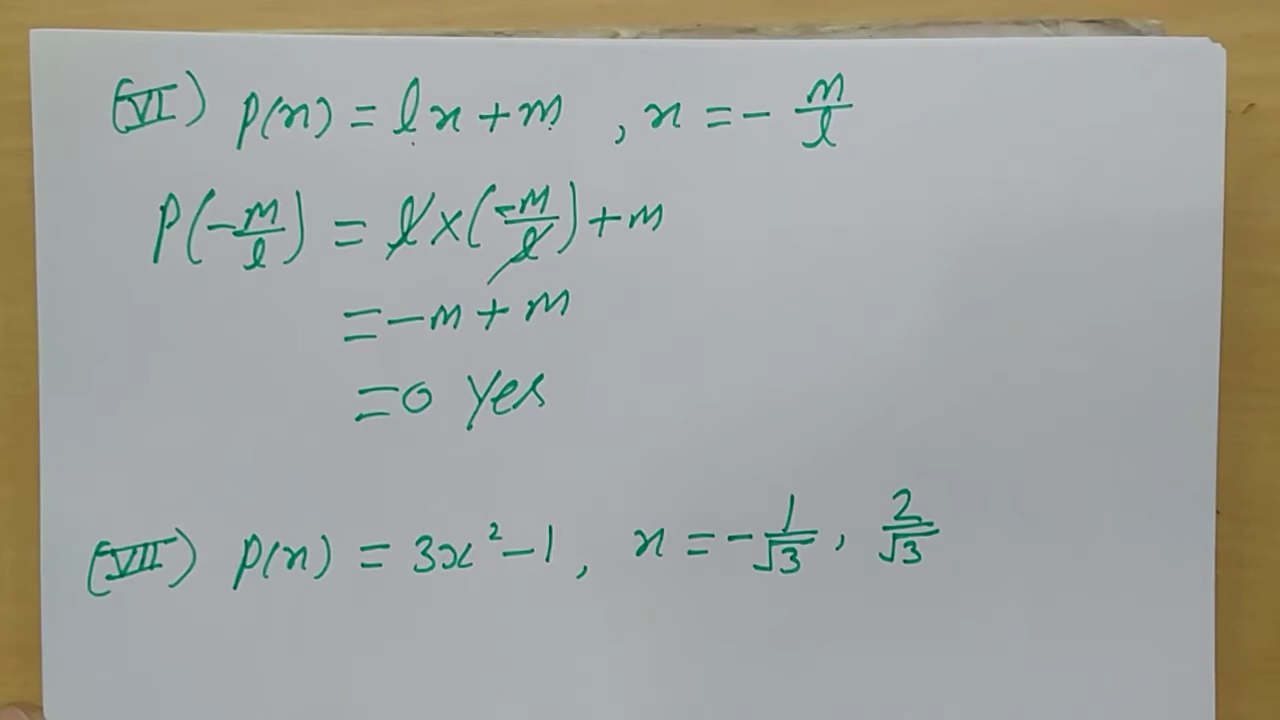 (VI) p(x) = lx + m , x = - m/l
P(-m/l) = l × (-m/l) + m
= -m + m
= 0 Yes
(VII) p(x) = 3x² - 1 , x = - 1/√3 , 2/√3